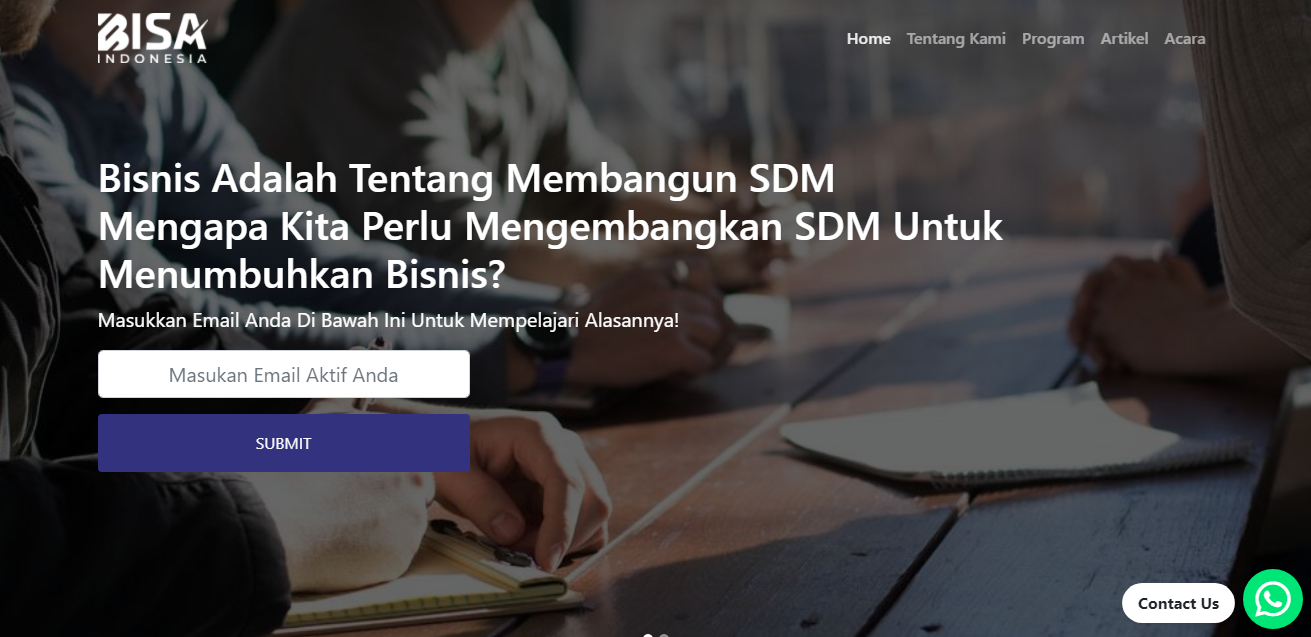 BISA
INDONESIA
Home Tentang Kami Program Artikel Acara
Bisnis Adalah Tentang Membangun SDM
Mengapa Kita Perlu Mengembangkan SDM Untuk
Menumbuhkan Bisnis?
Masukkan Email Anda Di Bawah Ini Untuk Mempelajari Alasannya!
Masukan Email Aktif Anda
SUBMIT
Contact Us